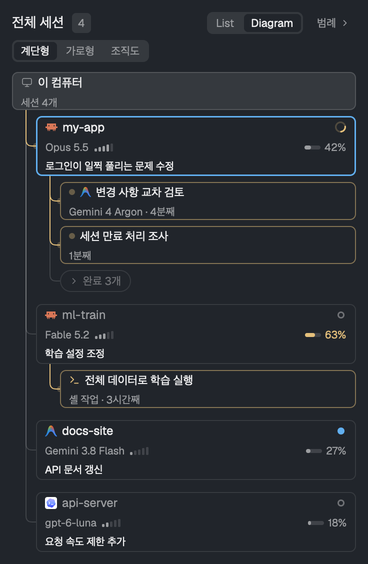 전체 세션 4 List Diagram 범례
계단형 가로형 조직도
이 컴퓨터
세션 4개
my-app
Opus 5.5 42%
로그인이 일찍 풀리는 문제 수정
변경 사항 교차 검토
Gemini 4 Argon · 4분째
세션 만료 처리 조사
1분째
완료 3개
ml-train
Fable 5.2 63%
학습 설정 조정
전체 데이터로 학습 실행
셸 작업 · 3시간째
docs-site
Gemini 3.8 Flash 27%
API 문서 갱신
api-server
gpt-6-luna 18%
요청 속도 제한 추가